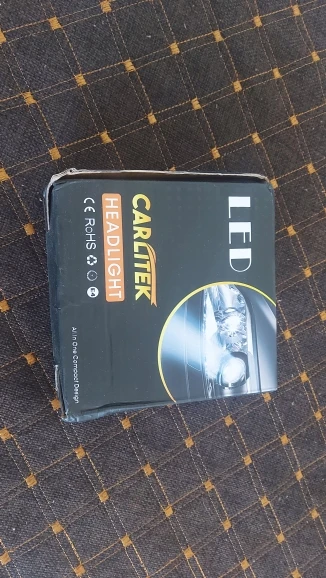 LED
CARLITEK
HEADLIGHT
CE RoHS
All In One Compact Design